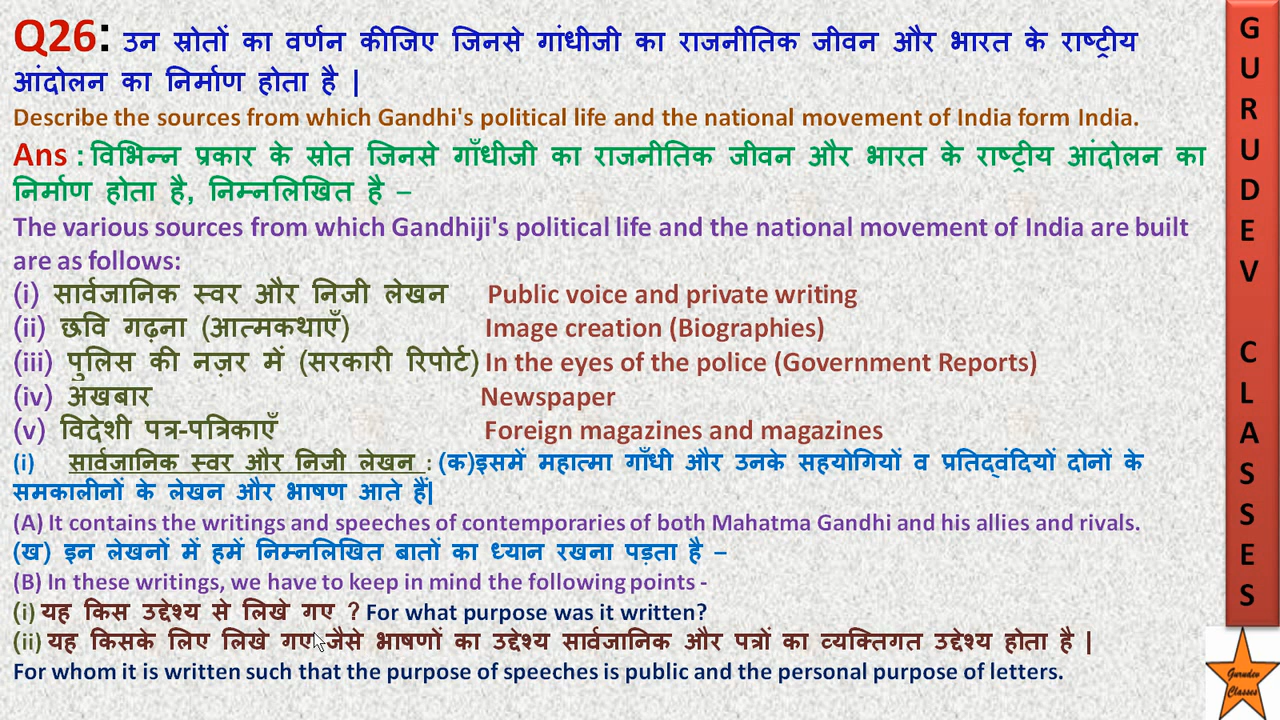 Q26: उन स्रोतों का वर्णन कीजिए जिनसे गांधीजी का राजनीतिक जीवन और भारत के राष्ट्रीय
आंदोलन का निर्माण होता है |
Describe the sources from which Gandhi's political life and the national movement of India form India.
Ans : विभिन्न प्रकार के स्रोत जिनसे गाँधीजी का राजनीतिक जीवन और भारत के राष्ट्रीय आंदोलन का
निर्माण होता है, निम्नलिखित है –
The various sources from which Gandhiji's political life and the national movement of India are built
are as follows:
(i) सार्वजानिक स्वर और निजी लेखन Public voice and private writing
(ii) छवि गढ़ना (आत्मकथाएँ) Image creation (Biographies)
(iii) पुलिस की नज़र में (सरकारी रिपोर्ट) In the eyes of the police (Government Reports)
(iv) अखबार Newspaper
(v) विदेशी पत्र-पत्रिकाएँ Foreign magazines and magazines
(i) सार्वजानिक स्वर और निजी लेखन : (क)इसमें महात्मा गाँधी और उनके सहयोगियों व प्रतिद्वंदियों दोनों के
समकालीनों के लेखन और भाषण आते हैं|
(A) It contains the writings and speeches of contemporaries of both Mahatma Gandhi and his allies and rivals.
(ख) इन लेखनों में हमें निम्नलिखित बातों का ध्यान रखना पड़ता है –
(B) In these writings, we have to keep in mind the following points -
(i) यह किस उद्देश्य से लिखे गए ? For what purpose was it written?
(ii) यह किसके लिए लिखे गए जैसे भाषणों का उद्देश्य सार्वजानिक और पत्रों का व्यक्तिगत उद्देश्य होता है |
For whom it is written such that the purpose of speeches is public and the personal purpose of letters.
GURUDEV CLASSES
Gurudev
Classes